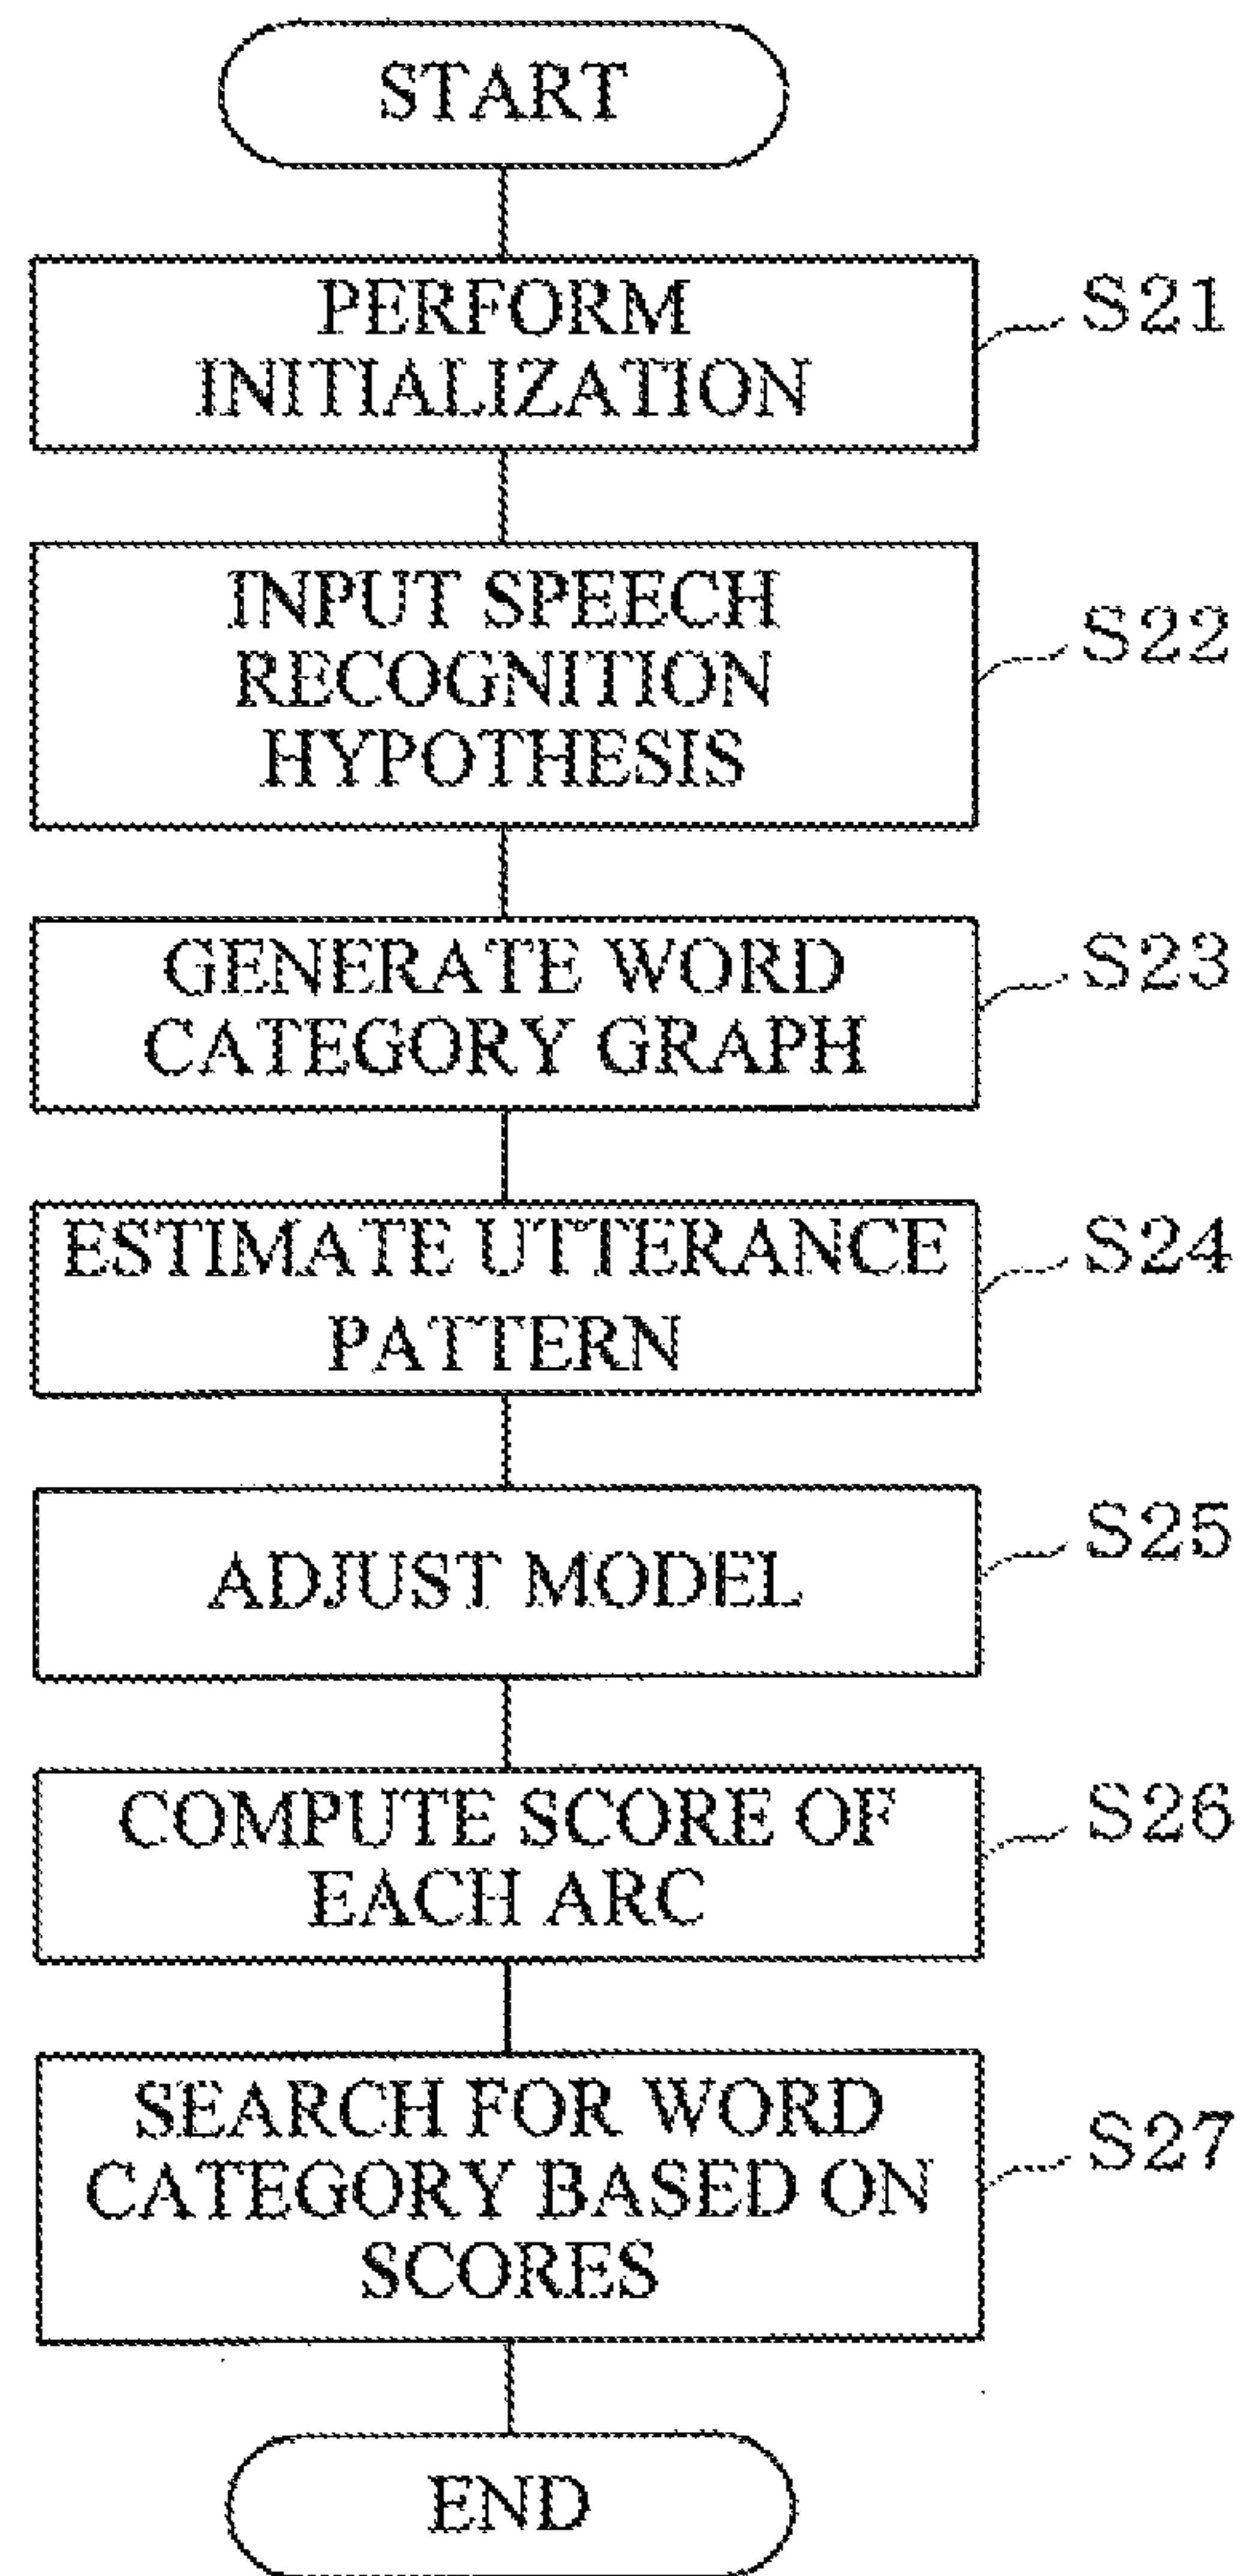 START
PERFORM
INITIALIZATION
S21
INPUT SPEECH
RECOGNITION
HYPOTHESIS
S22
GENERATE WORD
CATEGORY GRAPH
S23
ESTIMATE UTTERANCE
PATTERN
S24
ADJUST MODEL
S25
COMPUTE SCORE OF
EACH ARC
S26
SEARCH FOR WORD
CATEGORY BASED ON
SCORES
S27
END